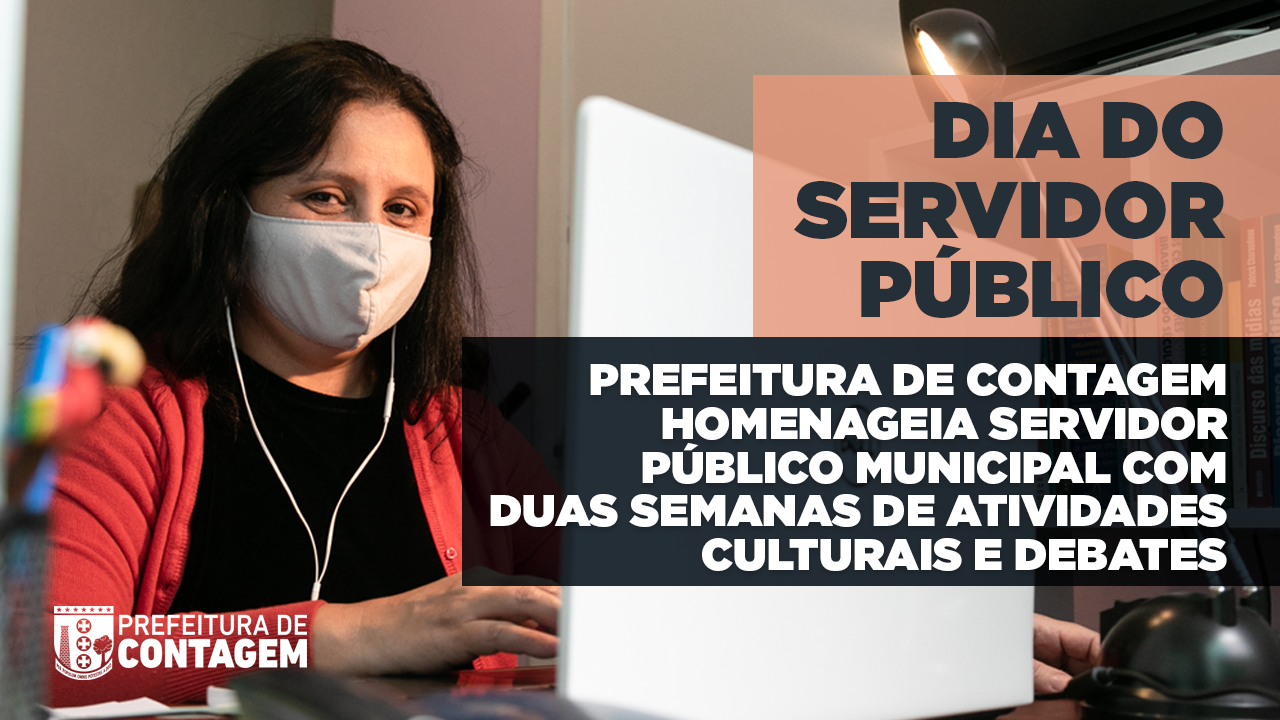 DIA DO
SERVIDOR
PÚBLICO
PREFEITURA DE CONTAGEM
HOMENAGEIA SERVIDOR
PÚBLICO MUNICIPAL COM
DUAS SEMANAS DE ATIVIDADES
CULTURAIS E DEBATES
Discurso das mídias
PREFEITURA DE
CONTAGEM